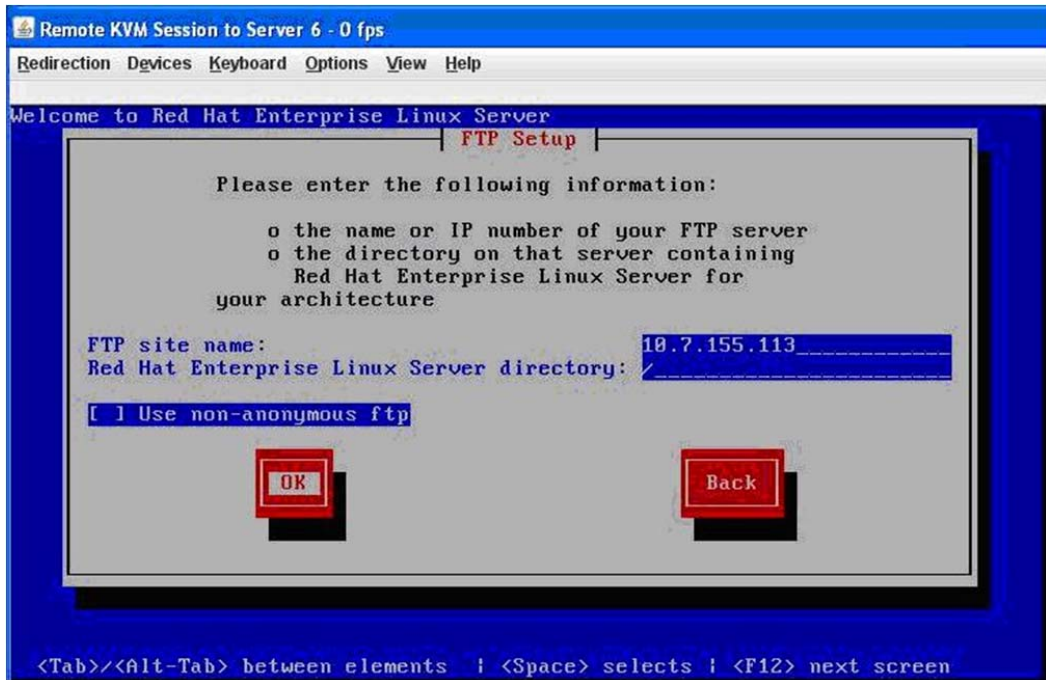 Remote KVM Session to Server 6 - 0 fps
Redirection Devices Keyboard Options View Help
Welcome to Red Hat Enterprise Linux Server
FTP Setup
Please enter the following information:
o the name or IP number of your FTP server
o the directory on that server containing
Red Hat Enterprise Linux Server for
your architecture
FTP site name: 10.7.155.113____________
Red Hat Enterprise Linux Server directory: /_______________________
[ ] Use non-anonymous ftp
OK Back
<Tab>/<Alt-Tab> between elements | <Space> selects | <F12> next screen